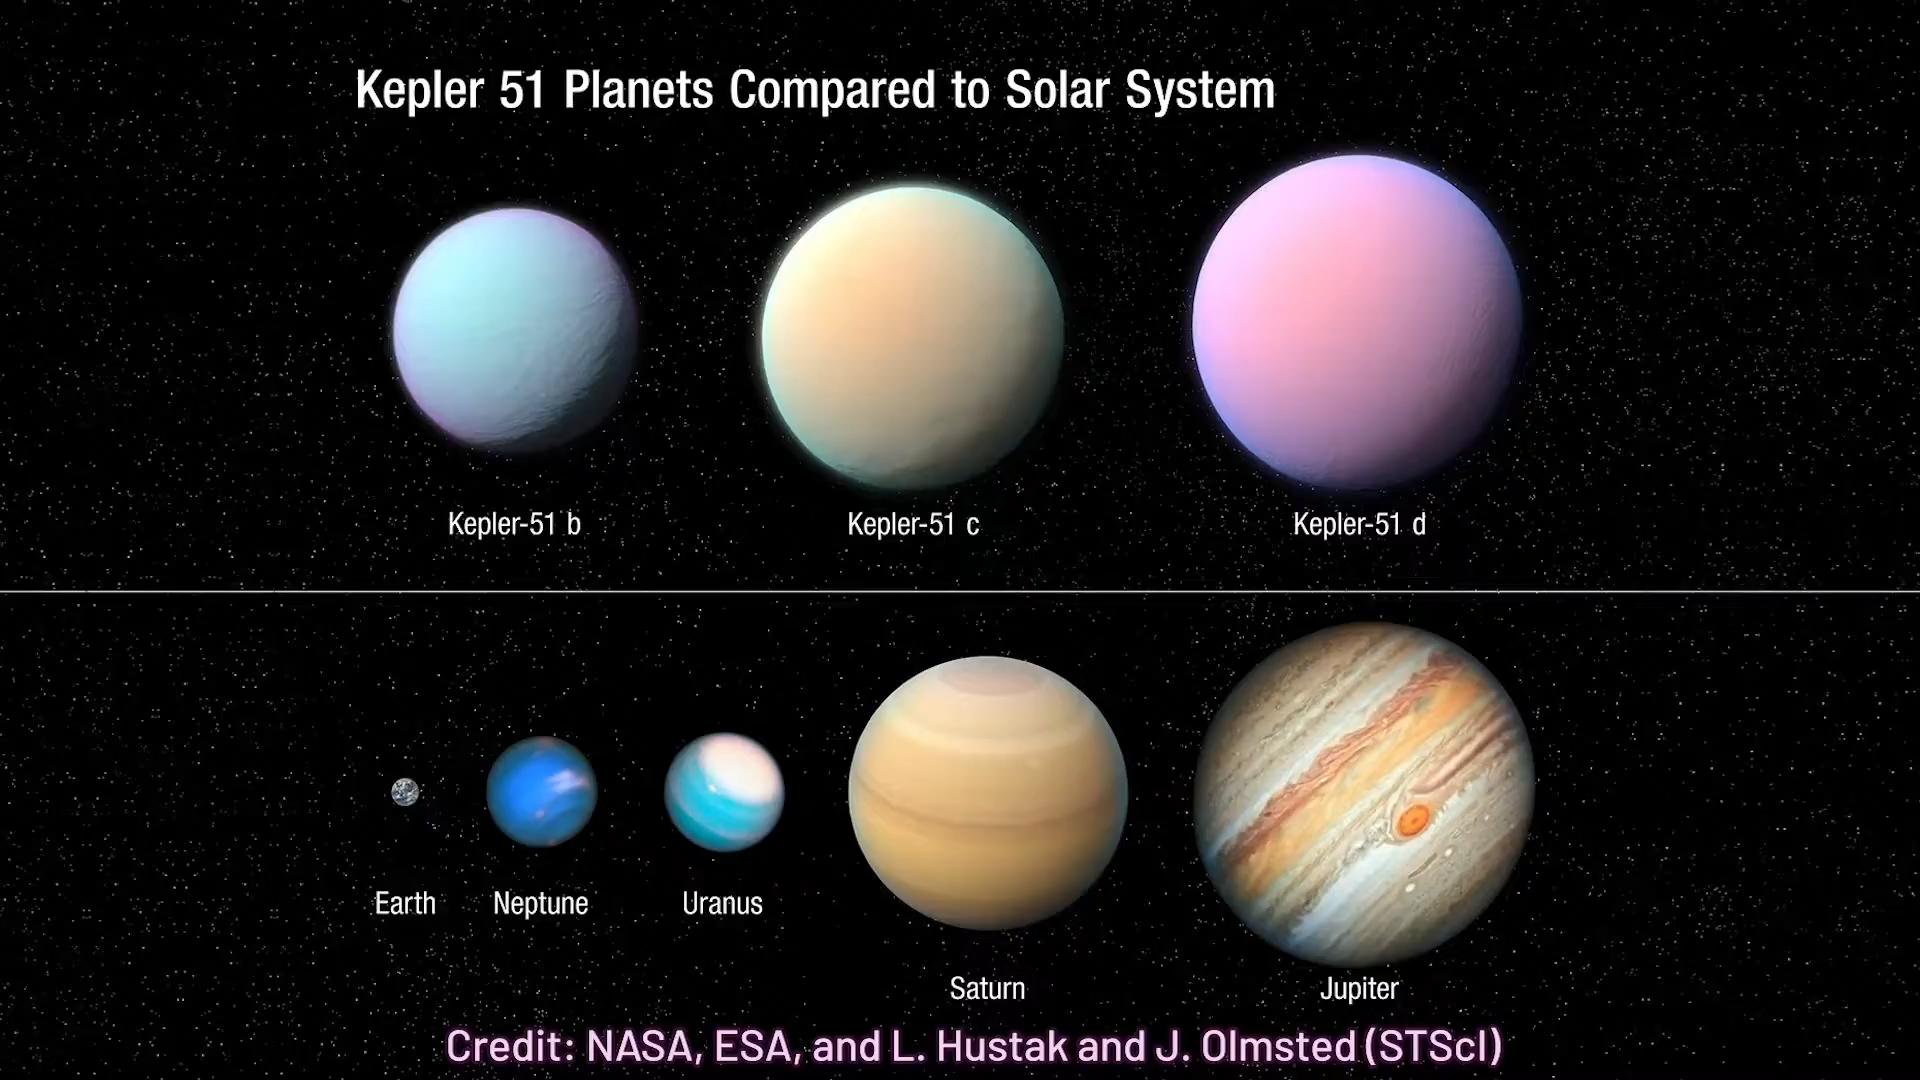 Kepler 51 Planets Compared to Solar System
Kepler-51 b
Kepler-51 c
Kepler-51 d
Earth
Neptune
Uranus
Saturn
Jupiter
Credit: NASA, ESA, and L. Hustak and J. Olmsted (STScI)